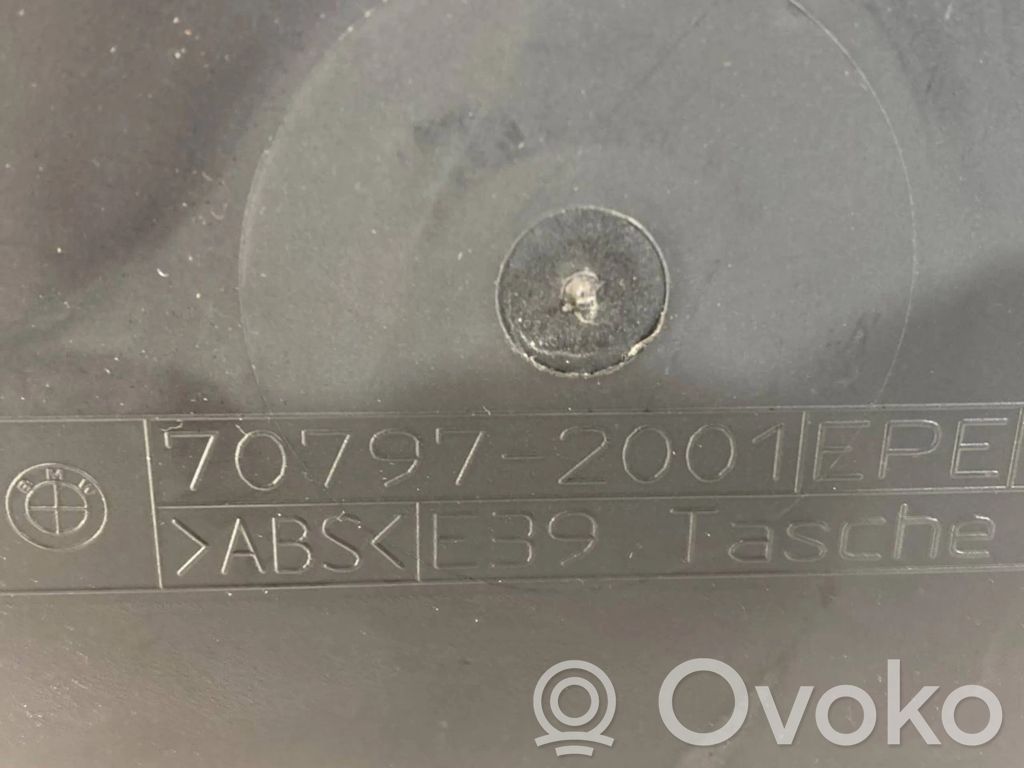 BMW
70797-2001 EPE
>ABS< E39 Tasche
Ovoko